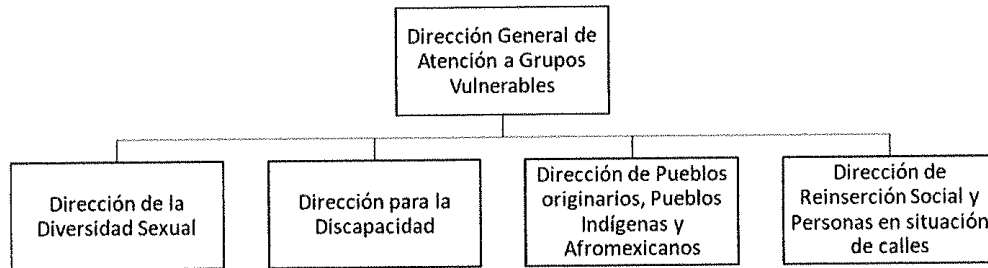 Dirección General de
Atención a Grupos
Vulnerables
Dirección de la
Diversidad Sexual
Dirección para la
Discapacidad
Dirección de Pueblos
originarios, Pueblos
Indígenas y
Afromexicanos
Dirección de
Reinserción Social y
Personas en situación
de calles